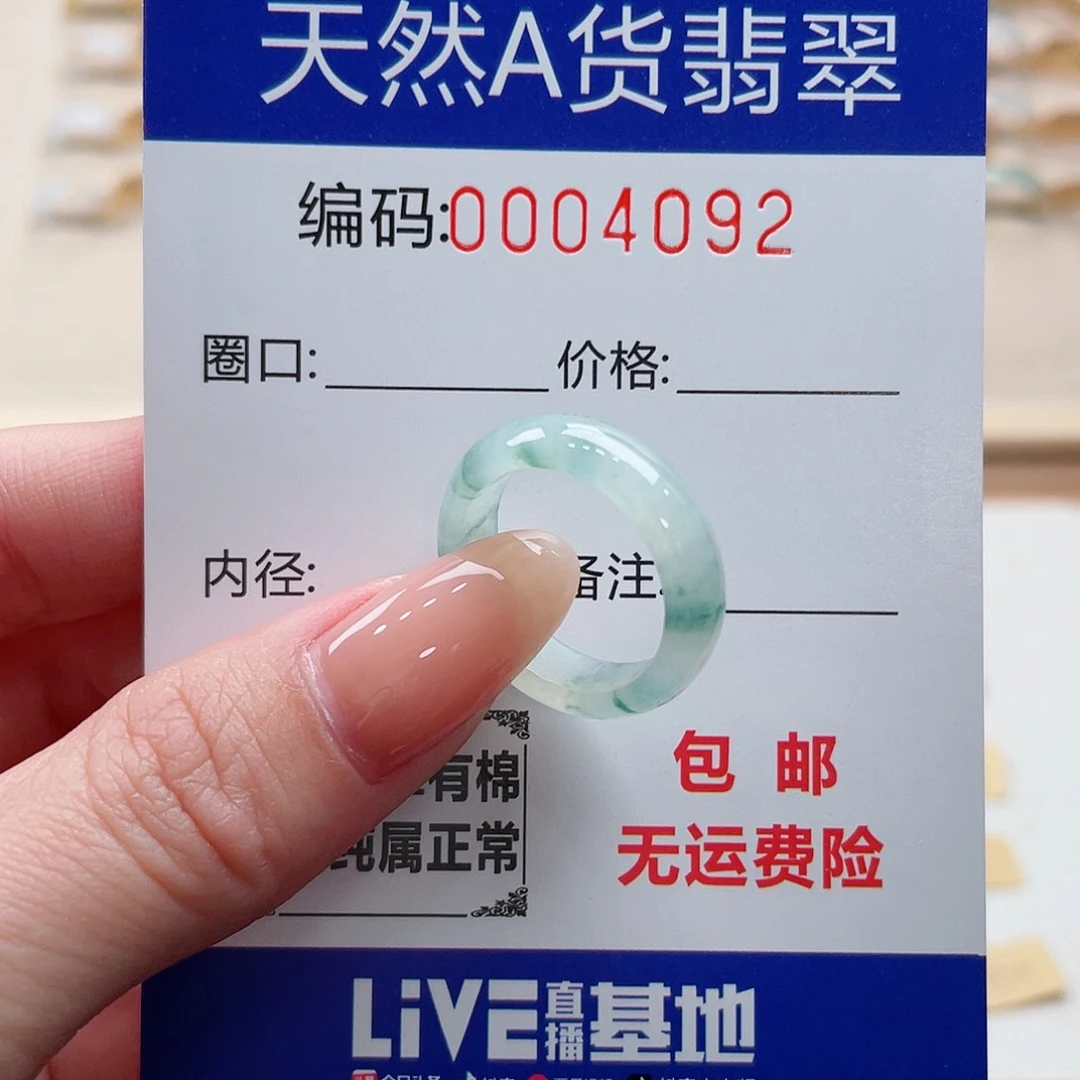 天然A货翡翠
编码:0004092
圈口: 价格:
内径: 备注:
有棉
纯属正常
包 邮
无运费险
LiVE直播基地